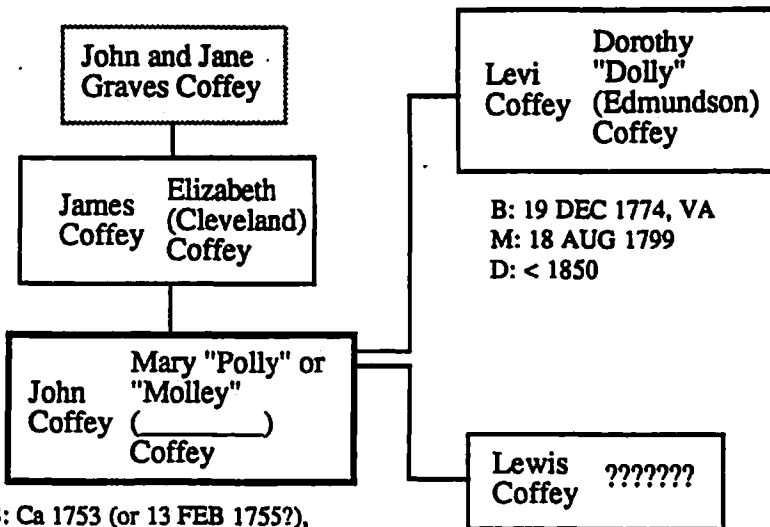 John and Jane
Graves Coffey
James Coffey
Elizabeth (Cleveland) Coffey
John Coffey
Mary "Polly" or "Molley" (________) Coffey
: Ca 1753 (or 13 FEB 1755?),
Levi Coffey
Dorothy "Dolly" (Edmundson) Coffey
B: 19 DEC 1774, VA
M: 18 AUG 1799
D: < 1850
Lewis Coffey
???????